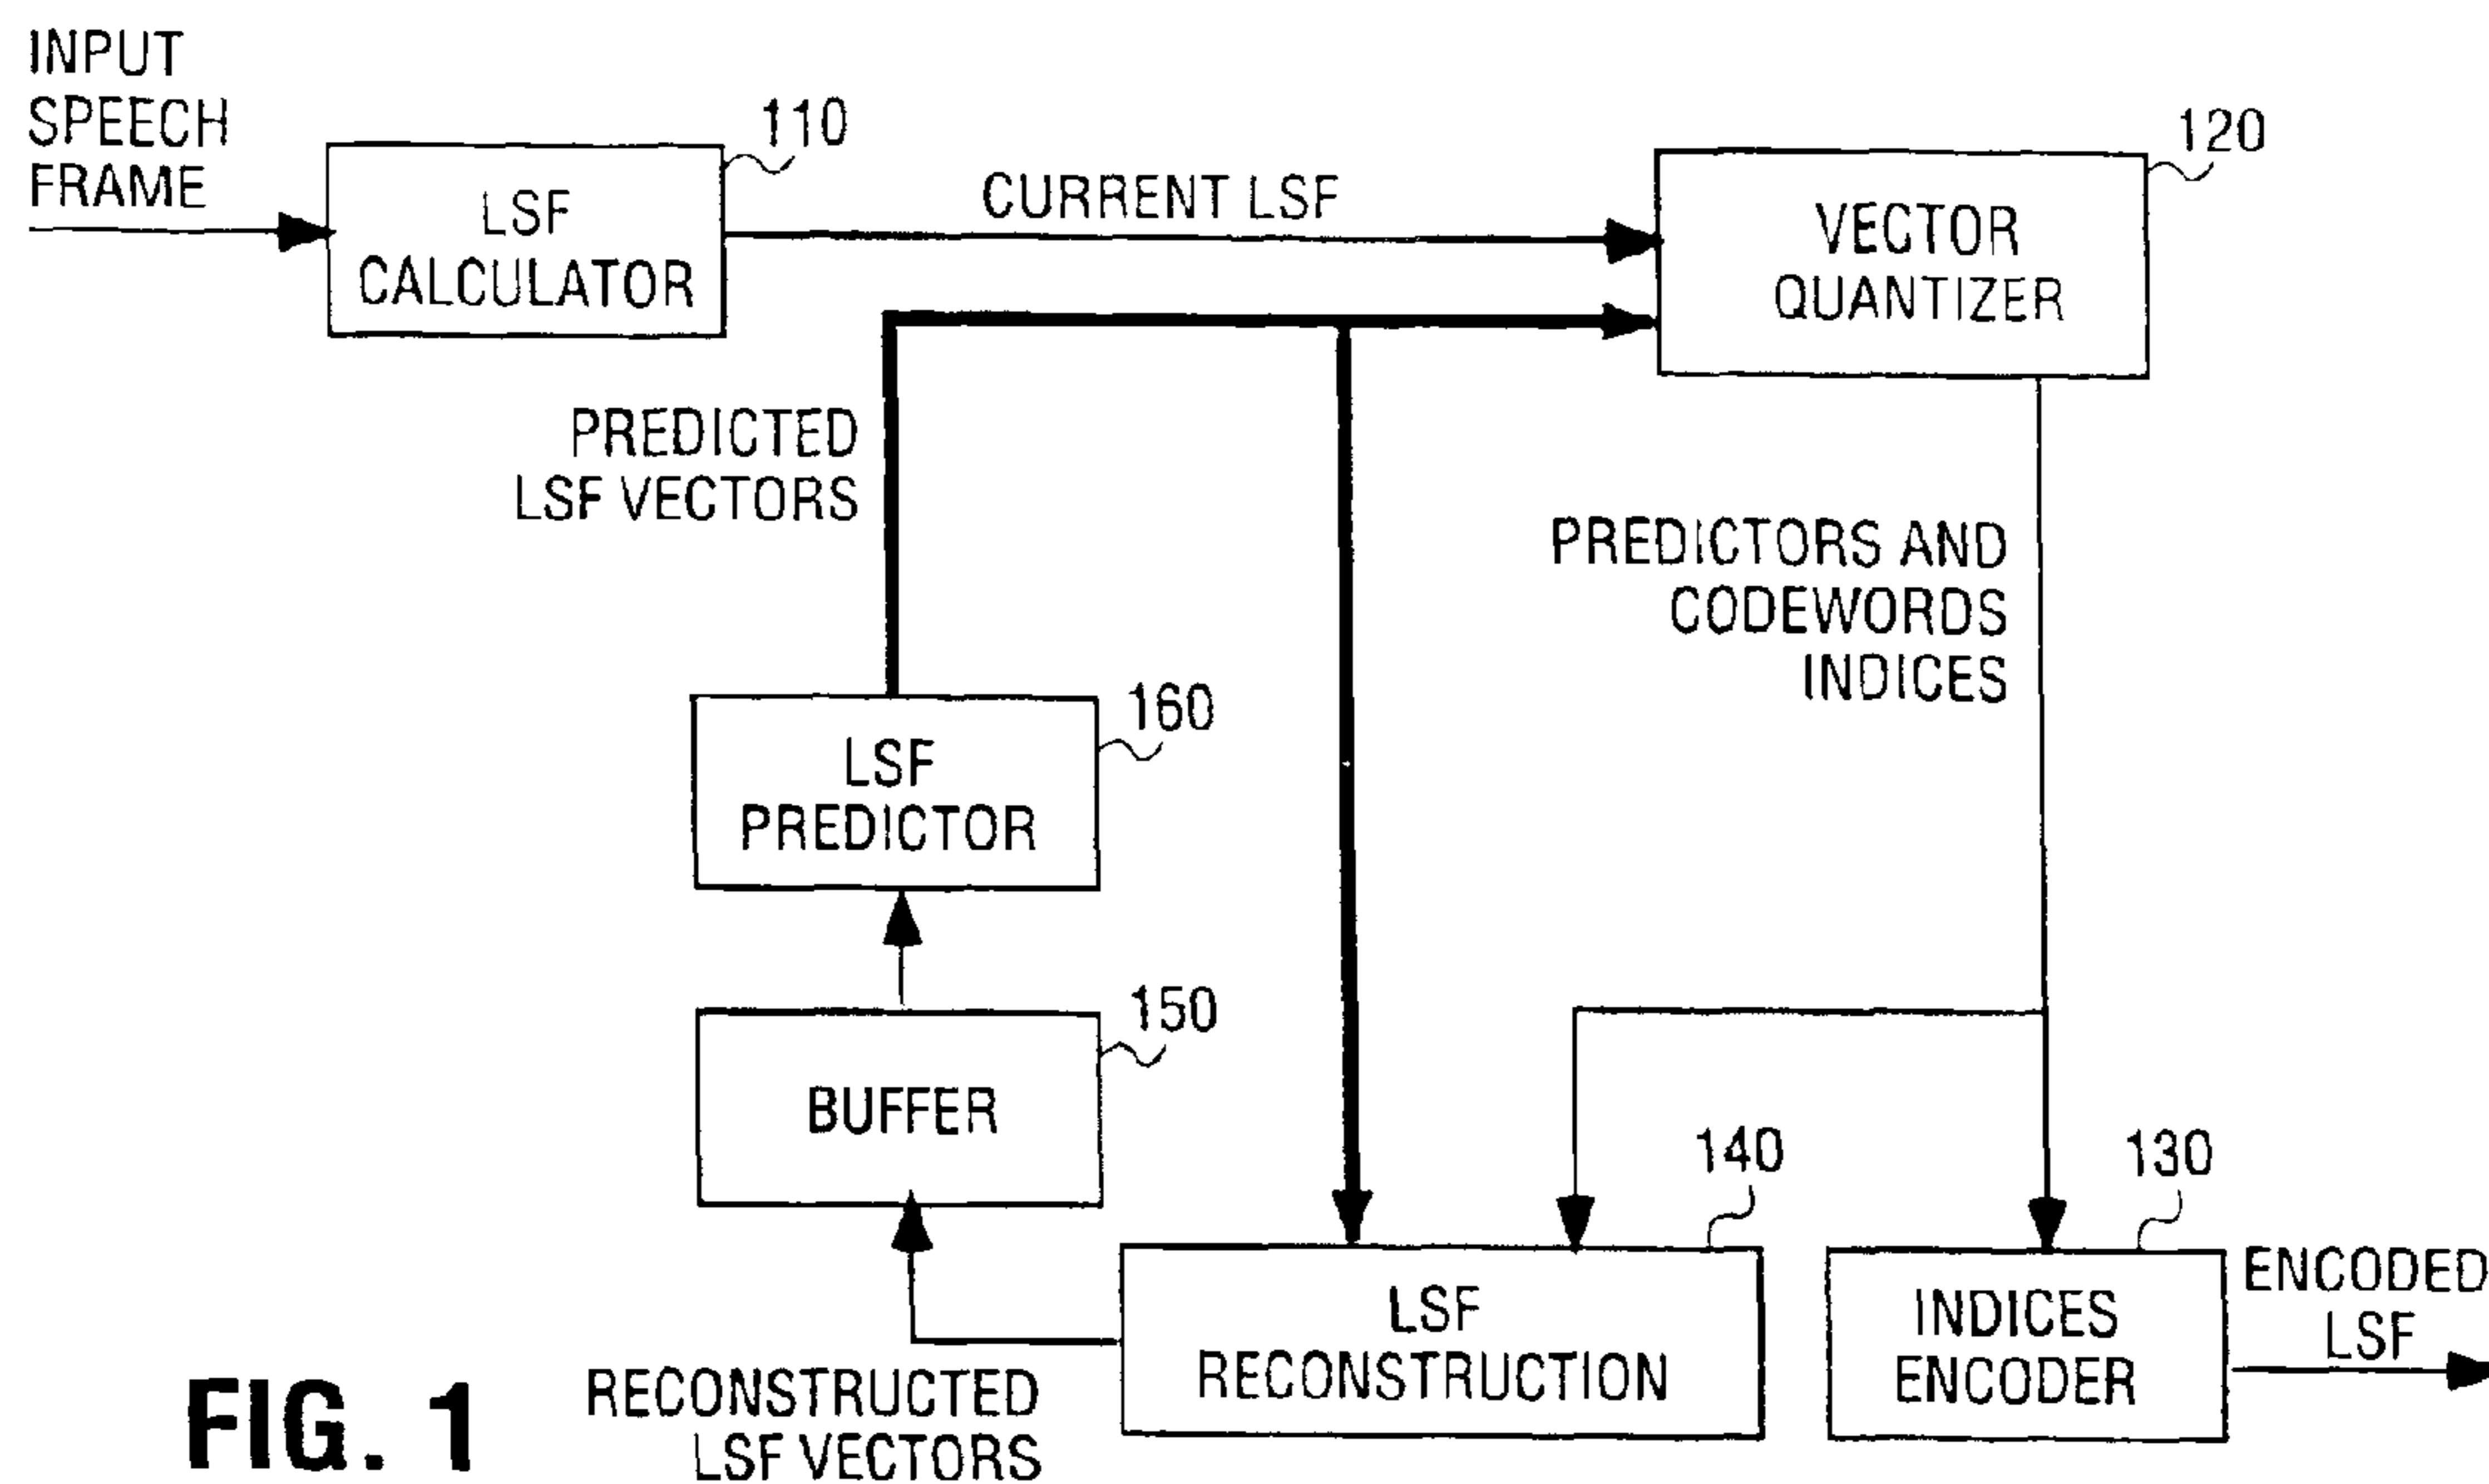 INPUT
SPEECH
FRAME
110
LSF
CALCULATOR
CURRENT LSF
120
VECTOR
QUANTIZER
PREDICTED
LSF VECTORS
PREDICTORS AND
CODEWORDS
INDICES
160
LSF
PREDICTOR
150
BUFFER
140
LSF
RECONSTRUCTION
130
INDICES
ENCODER
ENCODED
LSF
RECONSTRUCTED
LSF VECTORS
FIG. 1